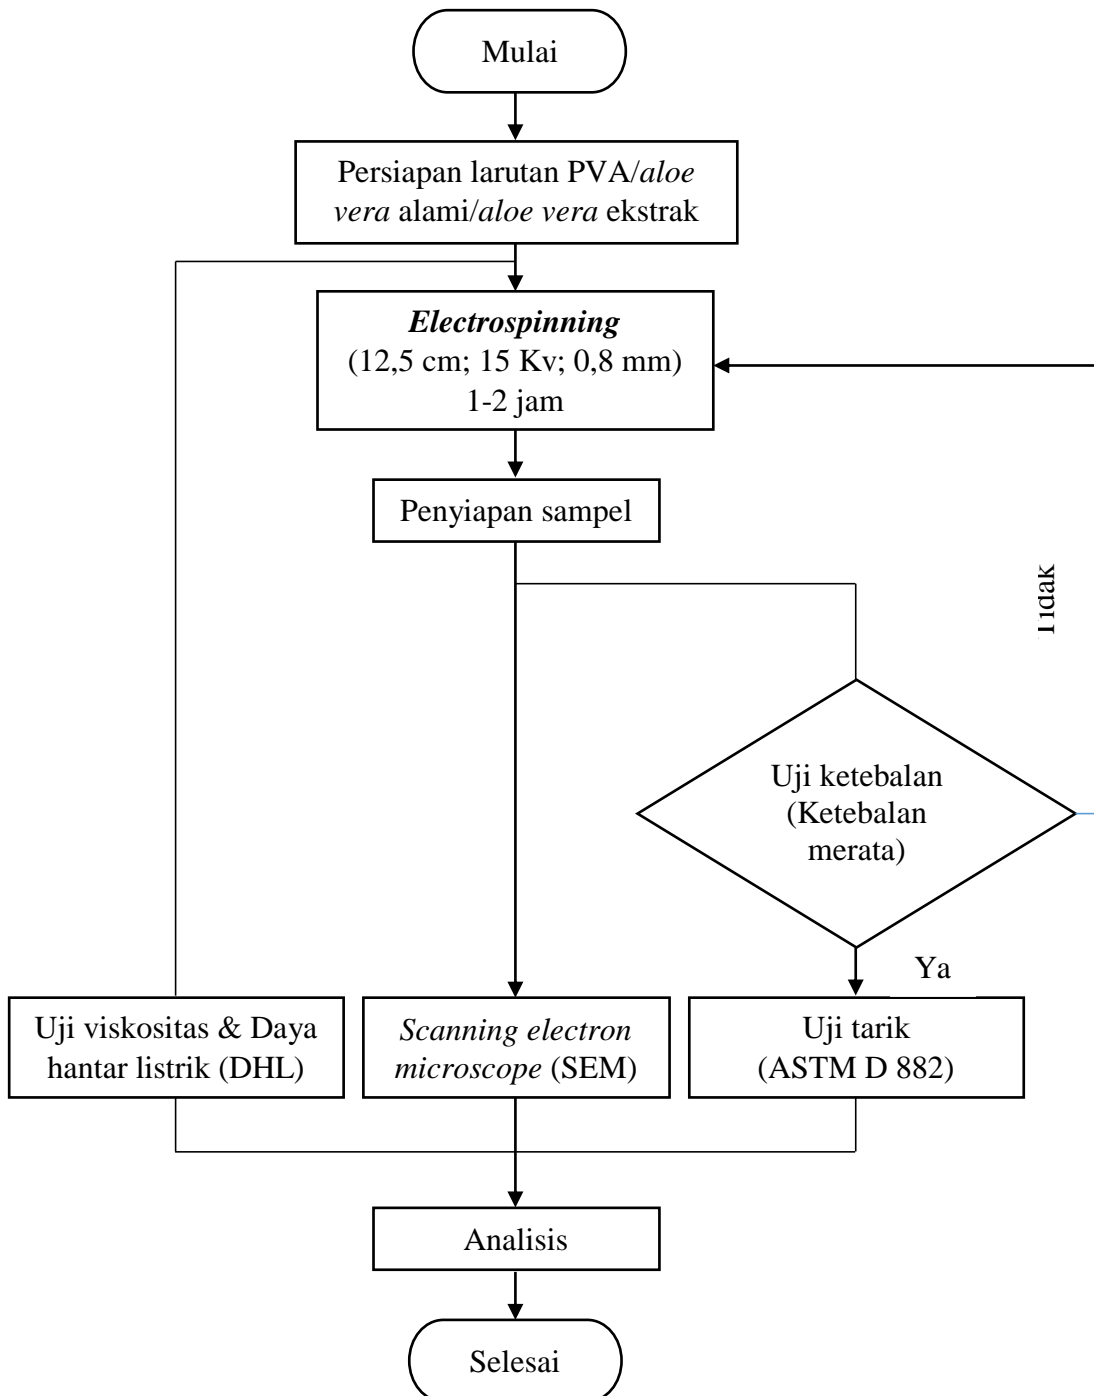 Mulai
Persiapan larutan PVA/aloe
vera alami/aloe vera ekstrak
Electrospinning
(12,5 cm; 15 Kv; 0,8 mm)
1-2 jam
Penyiapan sampel
Tidak
Uji ketebalan
(Ketebalan
merata)
Ya
Uji viskositas & Daya
hantar listrik (DHL)
Scanning electron
microscope (SEM)
Uji tarik
(ASTM D 882)
Analisis
Selesai